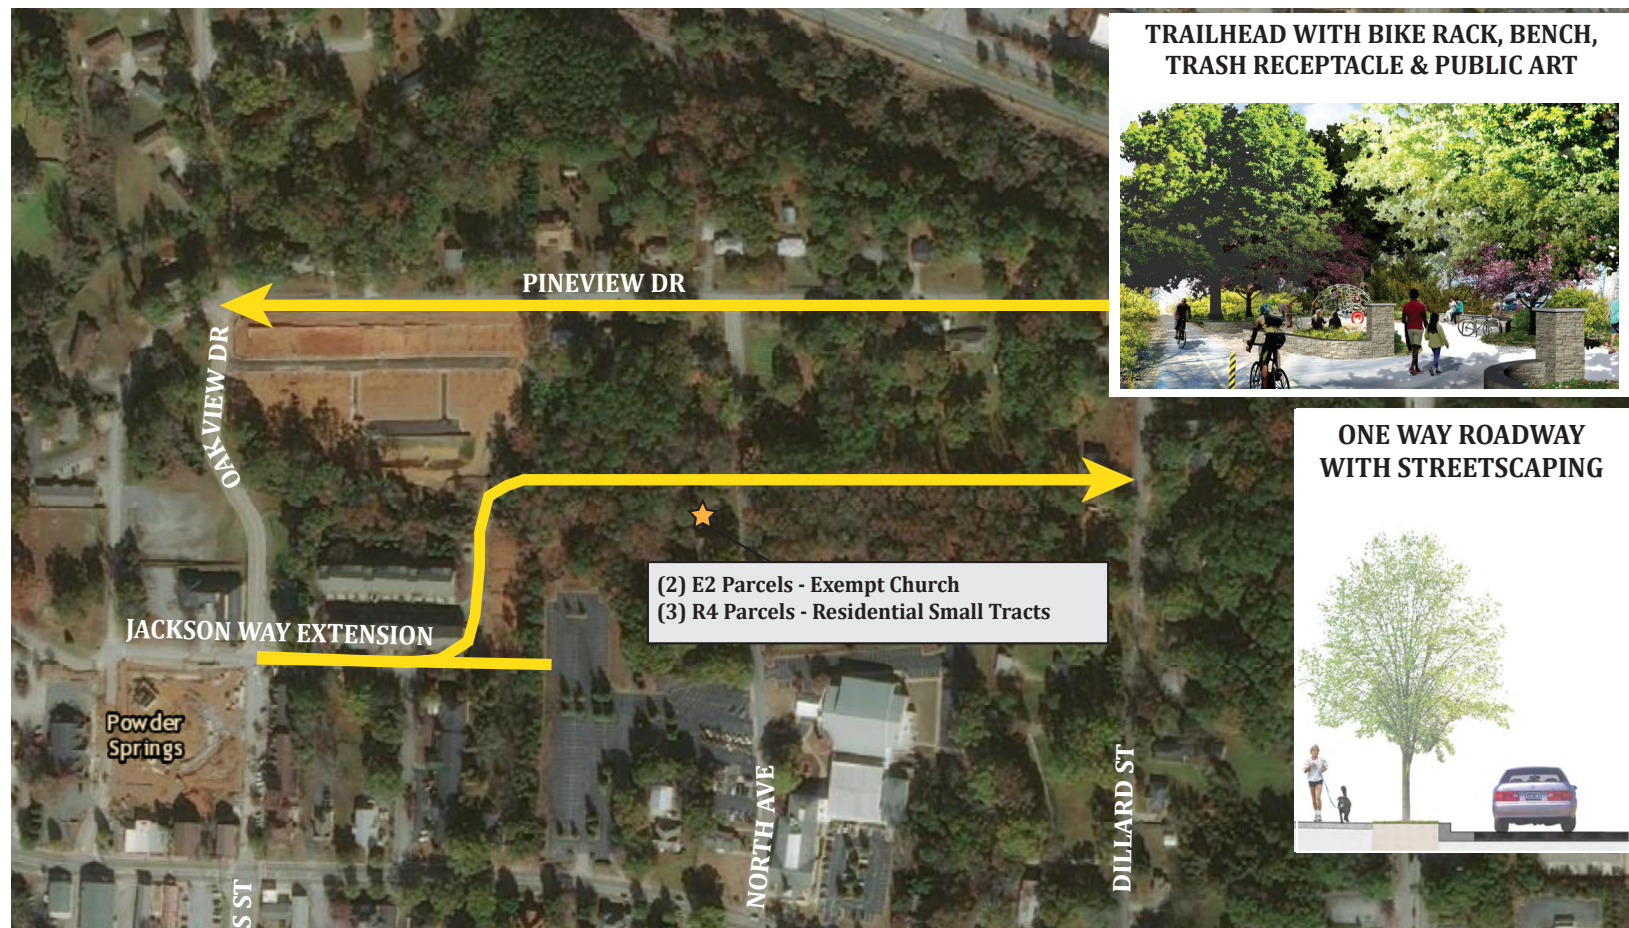 TRAILHEAD WITH BIKE RACK, BENCH,
TRASH RECEPTACLE & PUBLIC ART
PINEVIEW DR
OAKVIEW DR
ONE WAY ROADWAY
WITH STREETSCAPING
(2) E2 Parcels - Exempt Church
(3) R4 Parcels - Residential Small Tracts
JACKSON WAY EXTENSION
Powder
Springs
NORTH AVE
DILLARD ST
S ST